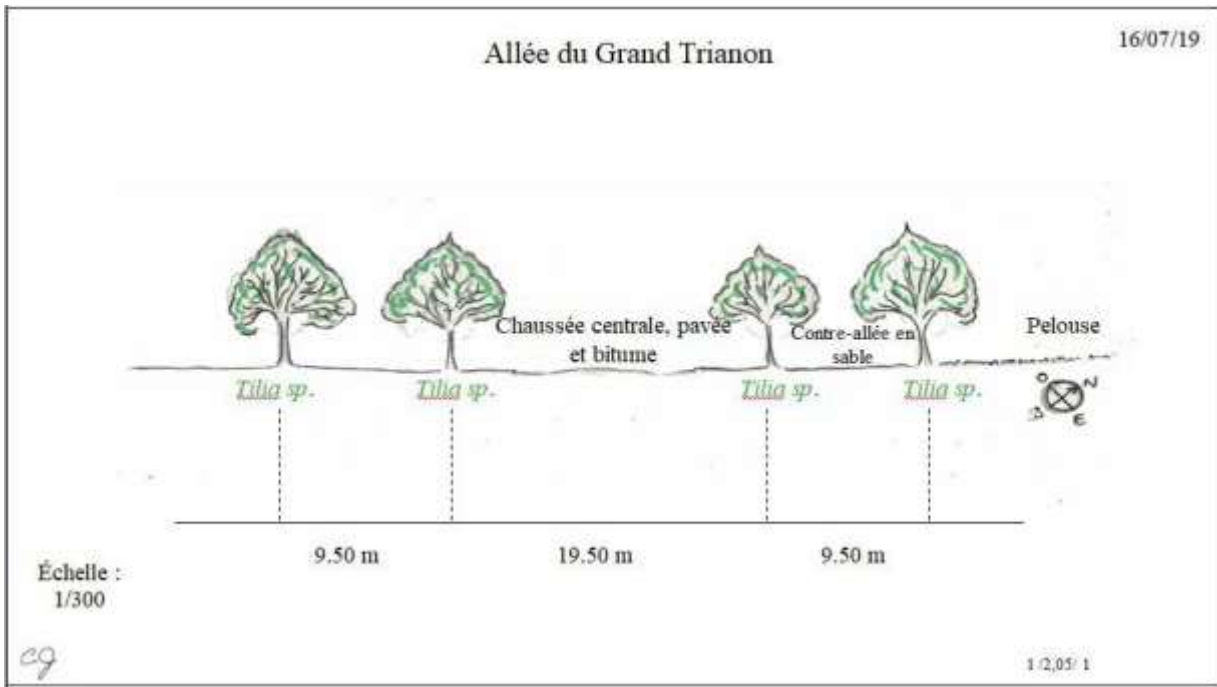 Allée du Grand Trianon
16/07/19
Chaussée centrale, pavée
et bitume
Contre-allée en
sable
Pelouse
Tilia sp.
Tilia sp.
Tilia sp.
Tilia sp.
O
N
E
9.50 m
19.50 m
9.50 m
Échelle :
1/300
CJ
1 /2,05/ 1